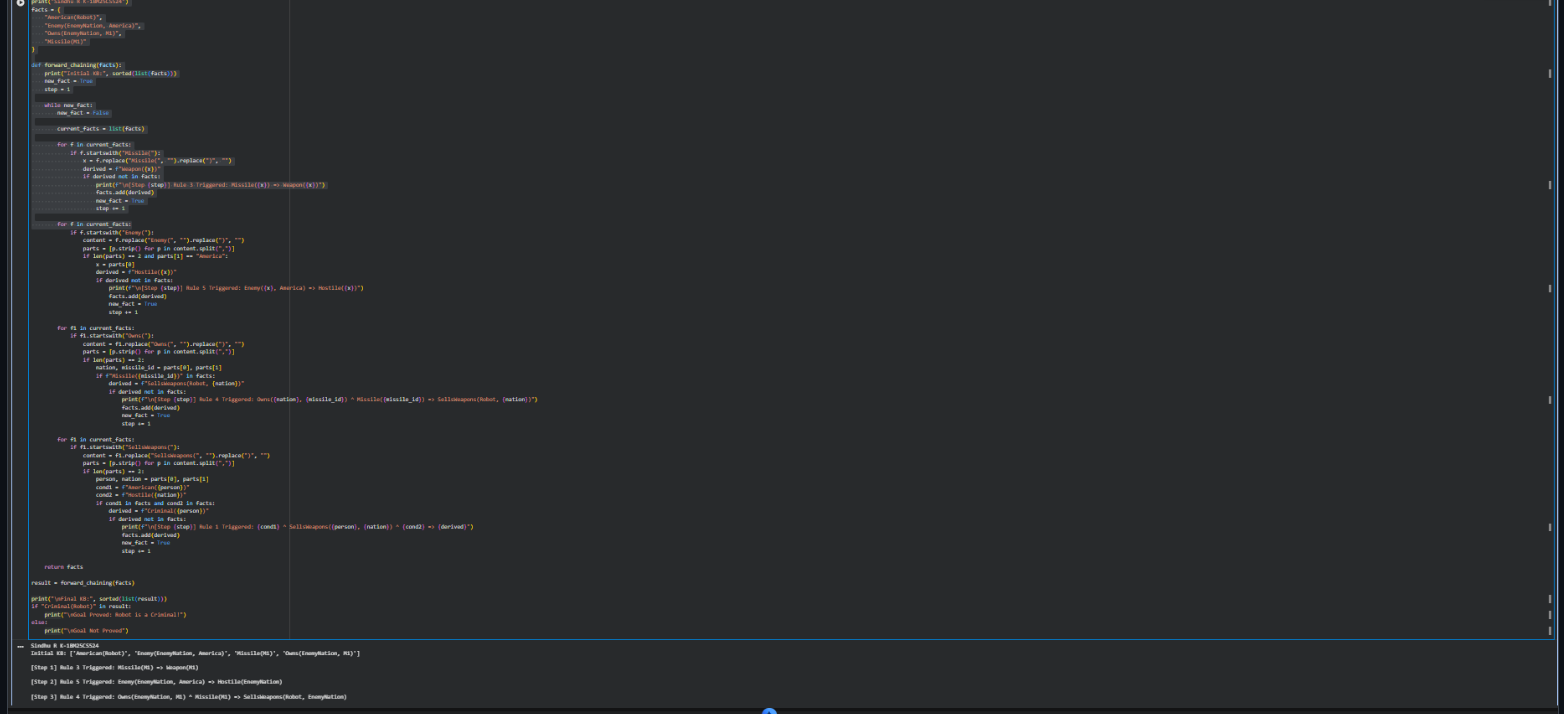 print("Sindhu R K-1BM25CS524")
facts = {
"American(Robot)",
"Enemy(EnemyNation, America)",
"Owns(EnemyNation, M1)",
"Missile(M1)"
}
def forward_chaining(facts):
print("Initial KB:", sorted(list(facts)))
new_fact = True
step = 1
while new_fact:
new_fact = False
current_facts = list(facts)
for f in current_facts:
if f.startswith("Missile("):
x = f.replace("Missile(", "").replace(")", "")
derived = f"Weapon({x})"
if derived not in facts:
print(f"\n[Step {step}] Rule 3 Triggered: Missile({x}) => Weapon({x})")
facts.add(derived)
new_fact = True
step += 1
for f in current_facts:
if f.startswith("Enemy("):
content = f.replace("Enemy(", "").replace(")", "")
parts = [p.strip() for p in content.split(",")]
if len(parts) == 2 and parts[1] == "America":
x = parts[0]
derived = f"Hostile({x})"
if derived not in facts:
print(f"\n[Step {step}] Rule 5 Triggered: Enemy({x}, America) => Hostile({x})")
facts.add(derived)
new_fact = True
step += 1
for f1 in current_facts:
if f1.startswith("Owns("):
content = f1.replace("Owns(", "").replace(")", "")
parts = [p.strip() for p in content.split(",")]
if len(parts) == 2:
nation, missile_id = parts[0], parts[1]
if f"Missile({missile_id})" in facts:
derived = f"SellsWeapons(Robot, {nation})"
if derived not in facts:
print(f"\n[Step {step}] Rule 4 Triggered: Owns({nation}, {missile_id}) ^ Missile({missile_id}) => SellsWeapons(Robot, {nation})")
facts.add(derived)
new_fact = True
step += 1
for f1 in current_facts:
if f1.startswith("SellsWeapons("):
content = f1.replace("SellsWeapons(", "").replace(")", "")
parts = [p.strip() for p in content.split(",")]
if len(parts) == 2:
person, nation = parts[0], parts[1]
cond1 = f"American({person})"
cond2 = f"Hostile({nation})"
if cond1 in facts and cond2 in facts:
derived = f"Criminal({person})"
if derived not in facts:
print(f"\n[Step {step}] Rule 1 Triggered: {cond1} ^ SellsWeapons({person}, {nation}) ^ {cond2} => {derived}")
facts.add(derived)
new_fact = True
step += 1
return facts
result = forward_chaining(facts)
print("\nFinal KB:", sorted(list(result)))
if "Criminal(Robot)" in result:
print("\nGoal Proved: Robot is a Criminal!")
else:
print("\nGoal Not Proved")
Sindhu R K-1BM25CS524
Initial KB: ['American(Robot)', 'Enemy(EnemyNation, America)', 'Missile(M1)', 'Owns(EnemyNation, M1)']
[Step 1] Rule 3 Triggered: Missile(M1) => Weapon(M1)
[Step 2] Rule 5 Triggered: Enemy(EnemyNation, America) => Hostile(EnemyNation)
[Step 3] Rule 4 Triggered: Owns(EnemyNation, M1) ^ Missile(M1) => SellsWeapons(Robot, EnemyNation)